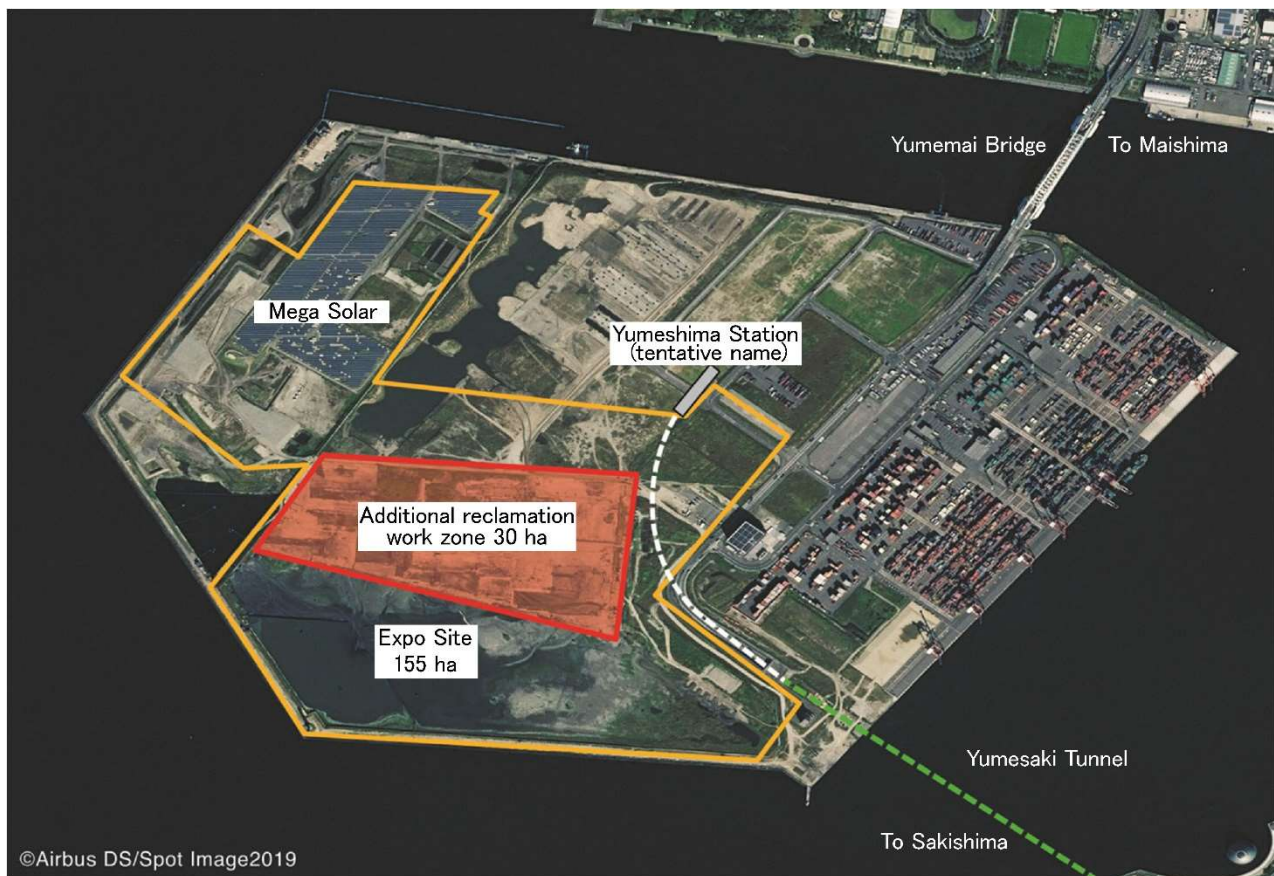 Yumemai Bridge
To Maishima
Mega Solar
Yumeshima Station
(tentative name)
Additional reclamation
work zone 30 ha
Expo Site
155 ha
Yumesaki Tunnel
To Sakishima
©Airbus DS/Spot Image2019